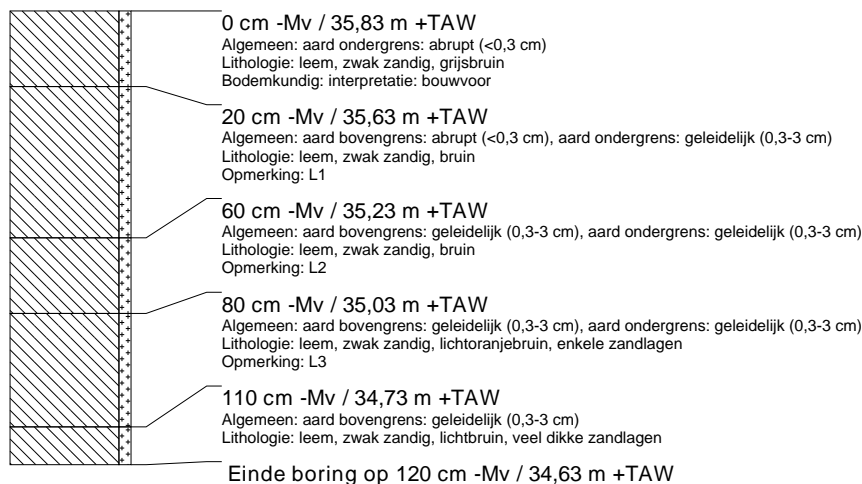 0 cm -Mv / 35,83 m +TAW
Algemeen: aard ondergrens: abrupt (<0,3 cm)
Lithologie: leem, zwak zandig, grijsbruin
Bodemkundig: interpretatie: bouwvoor
20 cm -Mv / 35,63 m +TAW
Algemeen: aard bovengrens: abrupt (<0,3 cm), aard ondergrens: geleidelijk (0,3-3 cm)
Lithologie: leem, zwak zandig, bruin
Opmerking: L1
60 cm -Mv / 35,23 m +TAW
Algemeen: aard bovengrens: geleidelijk (0,3-3 cm), aard ondergrens: geleidelijk (0,3-3 cm)
Lithologie: leem, zwak zandig, bruin
Opmerking: L2
80 cm -Mv / 35,03 m +TAW
Algemeen: aard bovengrens: geleidelijk (0,3-3 cm), aard ondergrens: geleidelijk (0,3-3 cm)
Lithologie: leem, zwak zandig, lichtoranjebruin, enkele zandlagen
Opmerking: L3
110 cm -Mv / 34,73 m +TAW
Algemeen: aard bovengrens: geleidelijk (0,3-3 cm)
Lithologie: leem, zwak zandig, lichtbruin, veel dikke zandlagen
Einde boring op 120 cm -Mv / 34,63 m +TAW